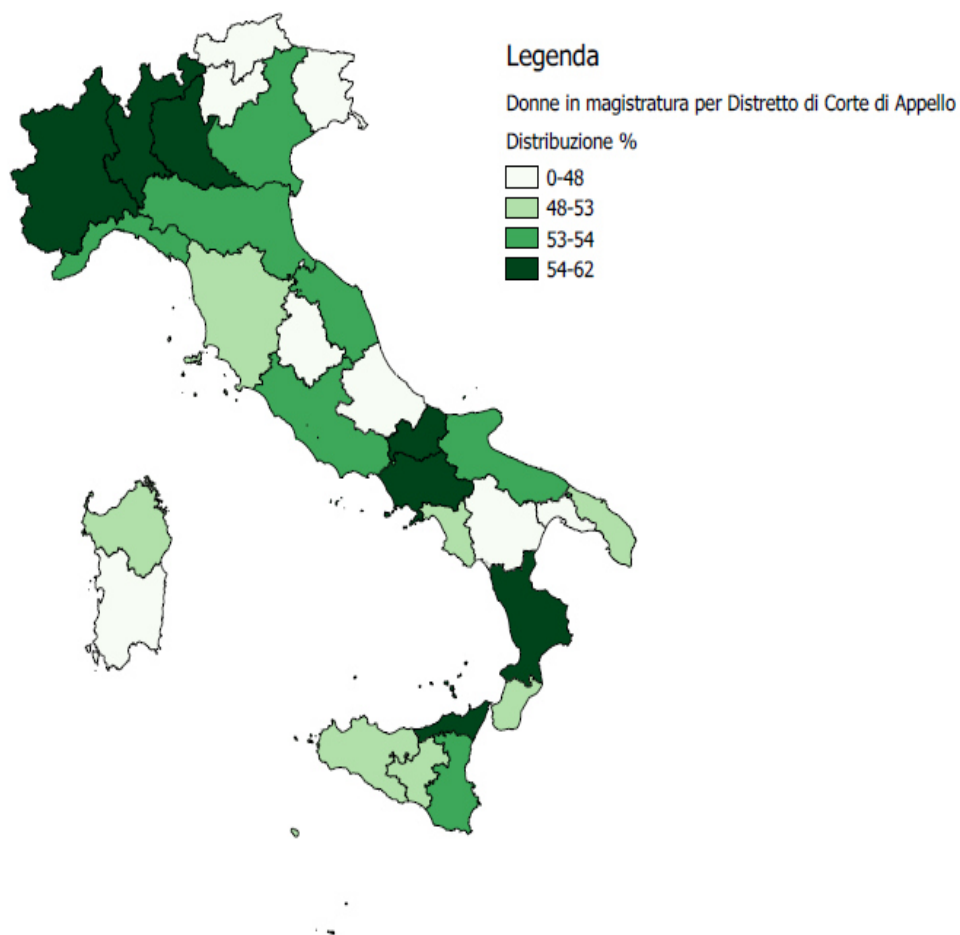 Legenda
Donne in magistratura per Distretto di Corte di Appello
Distribuzione %
0-48
48-53
53-54
54-62